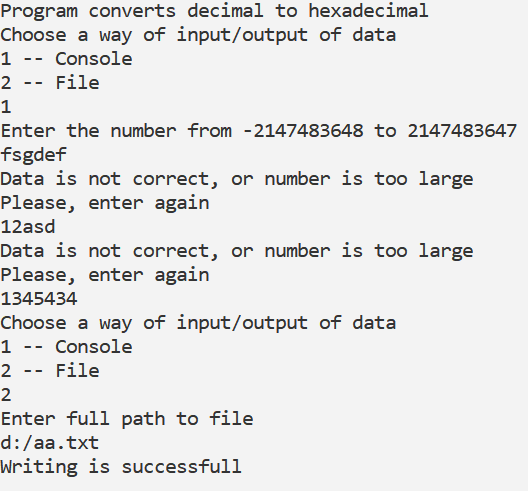 Program converts decimal to hexadecimal
Choose a way of input/output of data
1 -- Console
2 -- File
1
Enter the number from -2147483648 to 2147483647
fsgdef
Data is not correct, or number is too large
Please, enter again
12asd
Data is not correct, or number is too large
Please, enter again
1345434
Choose a way of input/output of data
1 -- Console
2 -- File
2
Enter full path to file
d:/aa.txt
Writing is successfull